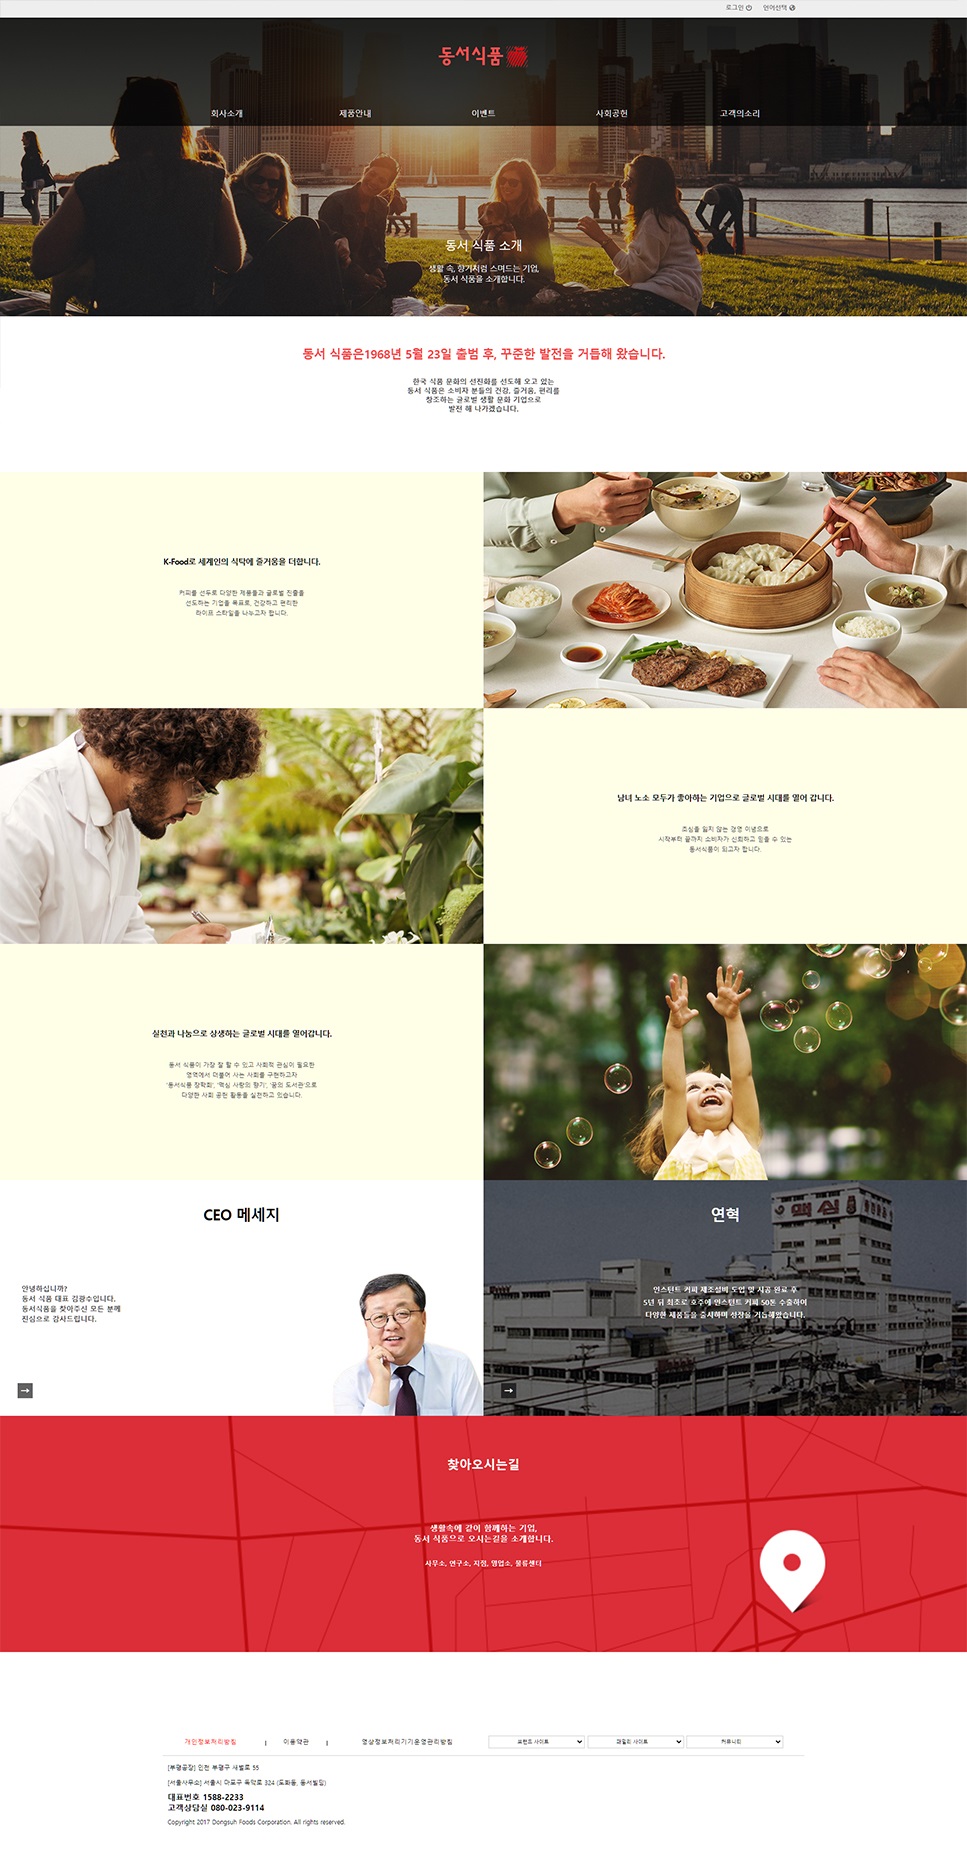 로그인
언어선택
동서식품
회사소개
제품안내
이벤트
사회공헌
고객의소리
동서 식품 소개
생활 속, 향기처럼 스며드는 기업,
동서 식품을 소개합니다.
동서 식품은1968년 5월 23일 출범 후, 꾸준한 발전을 거듭해 왔습니다.
한국 식품 문화의 선진화를 선도해 오고 있는
동서 식품은 소비자 분들의 건강, 즐거움, 편리를
창조하는 글로벌 생활 문화 기업으로
발전 해 나가겠습니다.
K-Food로 세계인의 식탁에 즐거움을 더합니다.
커피를 선두로 다양한 제품들과 글로벌 진출을
선도하는 기업을 목표로, 건강하고 편리한
라이프 스타일을 나누고자 합니다.
남녀 노소 모두가 좋아하는 기업으로 글로벌 시대를 열어 갑니다.
초심을 잃지 않는 경영 이념으로
시작부터 끝까지 소비자가 신뢰하고 믿을 수 있는
동서식품이 되고자 합니다.
실천과 나눔으로 상생하는 글로벌 시대를 열어갑니다.
동서 식품이 가장 잘 할 수 있고 사회적 관심이 필요한
영역에서 더불어 사는 사회를 구현하고자
'동서식품 장학회', '맥심 사랑의 향기', '꿈의 도서관'으로
다양한 사회 공헌 활동을 실천하고 있습니다.
CEO 메세지
안녕하십니까?
동서 식품 대표 김광수입니다.
동서식품을 찾아주신 모든 분께
진심으로 감사드립니다.
연혁
맥심
인스턴트 커피 제조설비 도입 및 시공 완료 후
5년 뒤 최초로 호주에 인스턴트 커피 50톤 수출하여
다양한 제품들을 출시하며 성장을 거듭해왔습니다.
찾아오시는길
생활속에 같이 함께하는 기업,
동서 식품으로 오시는길을 소개합니다.
사무소, 연구소, 지점, 영업소, 물류센터
개인정보처리방침 | 이용약관 | 영상정보처리기기운영관리방침
브랜드 사이트
패밀리 사이트
커뮤니티
[부평공장] 인천 부평구 새벌로 55
[서울사무소] 서울시 마포구 독막로 324 (도화동, 동서빌딩)
대표번호 1588-2233
고객상담실 080-023-9114
Copyright 2017 Dongsuh Foods Corporation. All rights reserved.